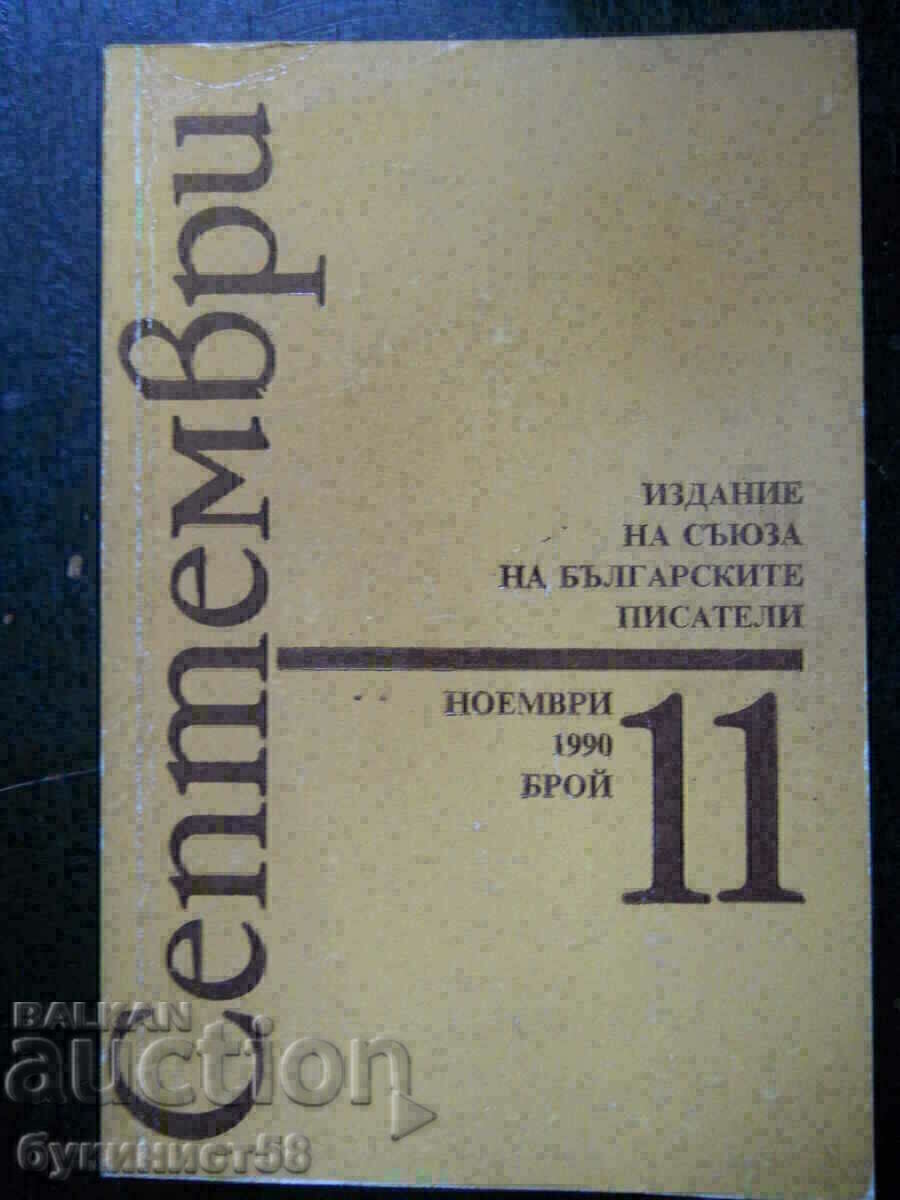 Септември
ИЗДАНИЕ
НА СЪЮЗА
НА БЪЛГАРСКИТЕ
ПИСАТЕЛИ
НОЕМВРИ
1990
БРОЙ
11
BALKAN
auction
букинист58